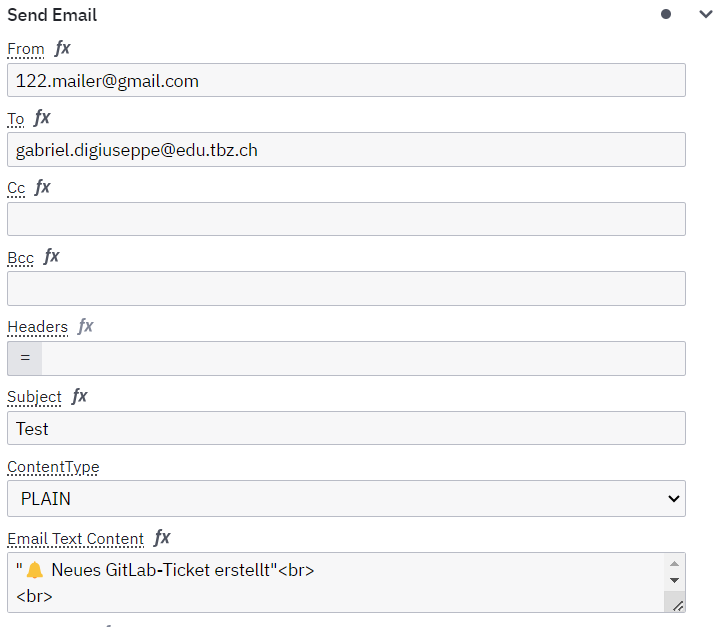 Send Email
From fx
122.mailer@gmail.com
To fx
gabriel.digiuseppe@edu.tbz.ch
Cc fx
Bcc fx
Headers fx
=
Subject fx
Test
ContentType
PLAIN
Email Text Content fx
"🔔 Neues GitLab-Ticket erstellt"<br>
<br>